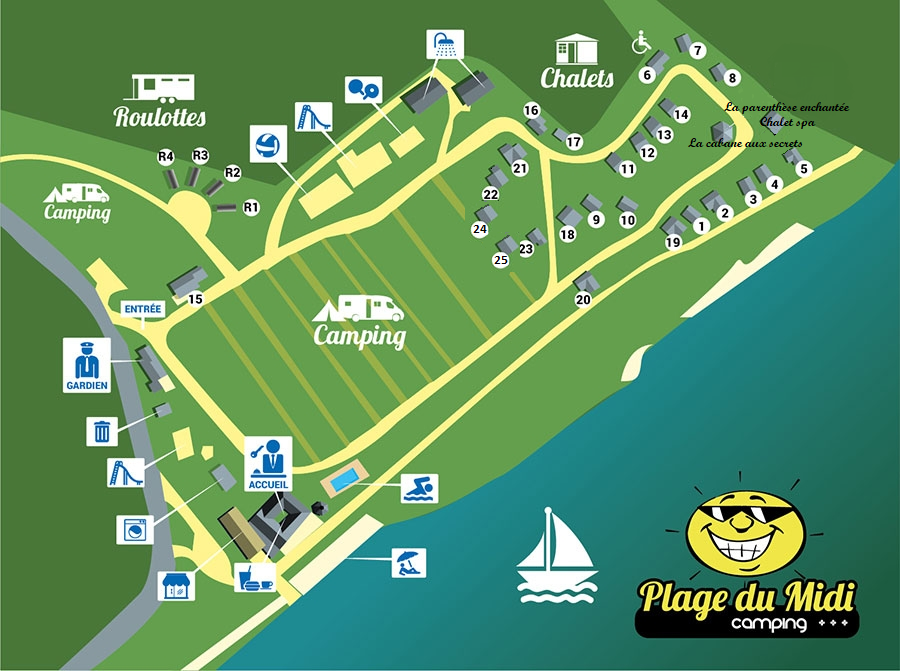 Roulottes
Chalets
7
6
8
La parenthèse enchantée
Chalet spa
La cabane aux secrets
16
17
14
13
12
11
R4
R3
R2
R1
Camping
21
22
24
25
23
18
9
10
19
1
2
3
4
5
20
15
ENTRÉE
Camping
GARDIEN
ACCUEIL
Plage du Midi
camping +++